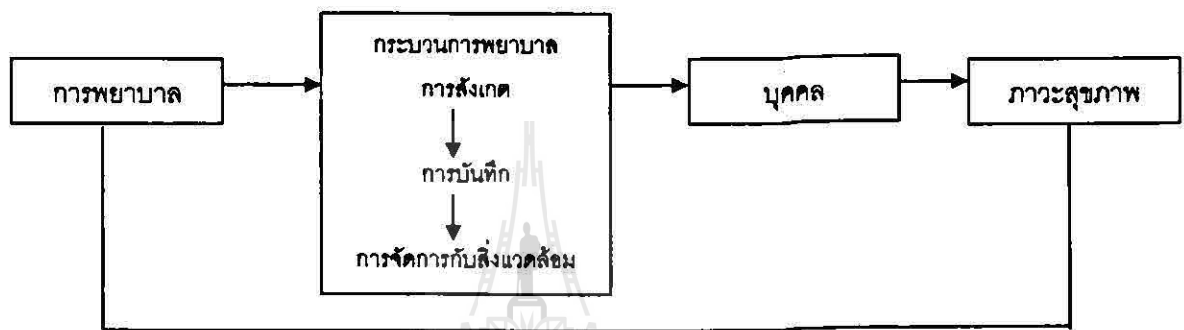 การพยาบาล
กระบวนการพยาบาล
การสังเกต
การบันทึก
การจัดการกับสิ่งแวดล้อม
บุคคล
ภาวะสุขภาพ